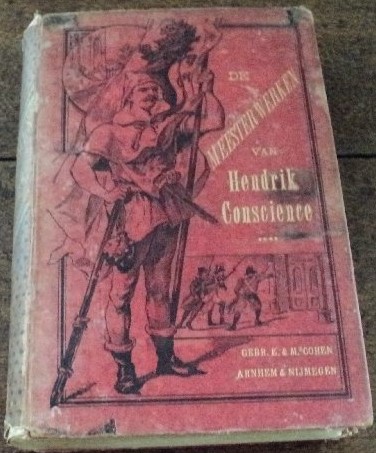 DE
MEESTERWERKEN
VAN
Hendrik
Conscience
GEBR. E. & M. COHEN
ARNHEM & NIJMEGEN